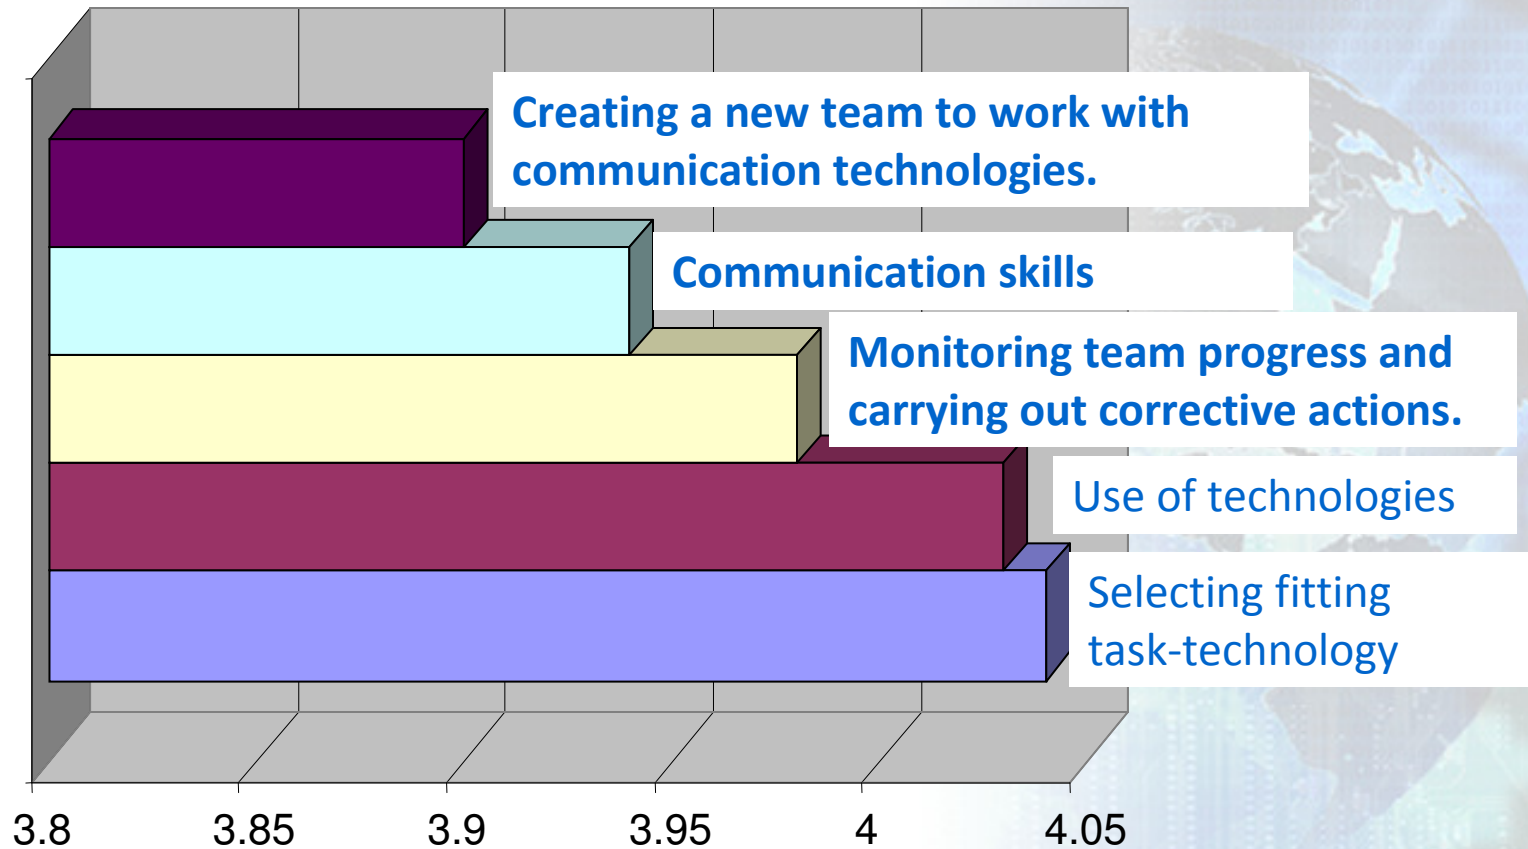 Creating a new team to work with
communication technologies.
Communication skills
Monitoring team progress and
carrying out corrective actions.
Use of technologies
Selecting fitting
task-technology
3.8 3.85 3.9 3.95 4 4.05